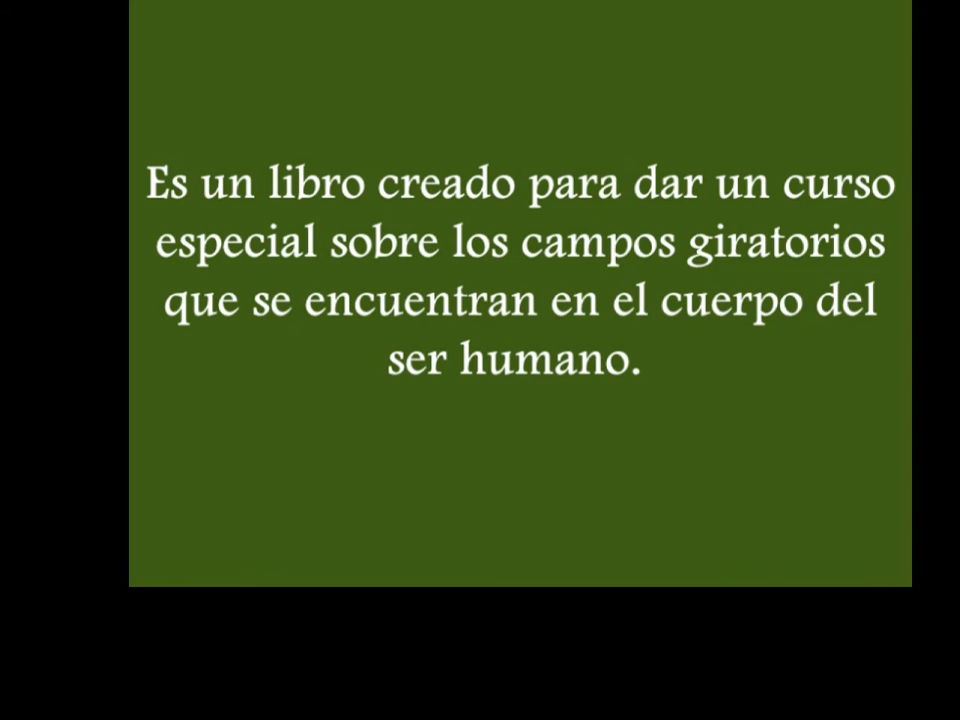 Es un libro creado para dar un curso
especial sobre los campos giratorios
que se encuentran en el cuerpo del
ser humano.